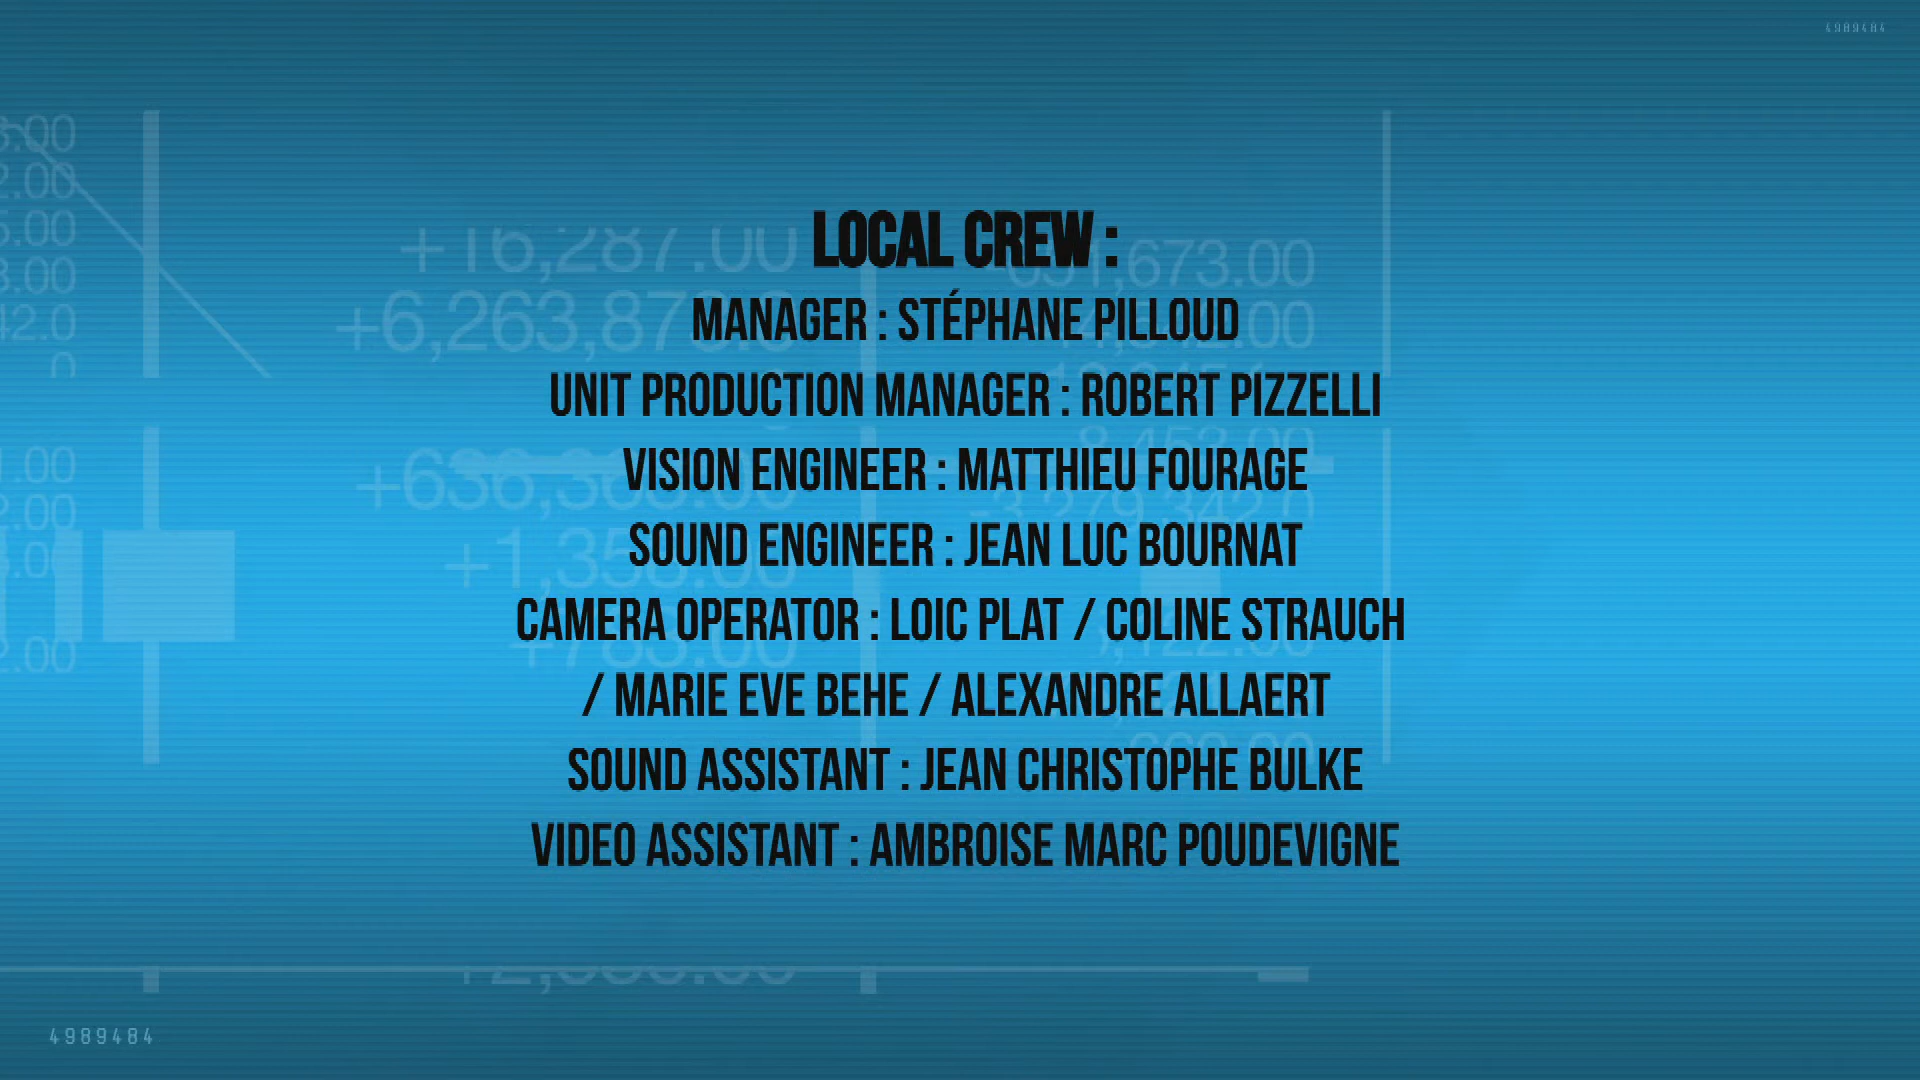 4989484
LOCAL CREW :
MANAGER : STÉPHANE PILLOUD
UNIT PRODUCTION MANAGER : ROBERT PIZZELLI
VISION ENGINEER : MATTHIEU FOURAGE
SOUND ENGINEER : JEAN LUC BOURNAT
CAMERA OPERATOR : LOIC PLAT / COLINE STRAUCH
/ MARIE EVE BEHE / ALEXANDRE ALLAERT
SOUND ASSISTANT : JEAN CHRISTOPHE BULKE
VIDEO ASSISTANT : AMBROISE MARC POUDEVIGNE
4989484